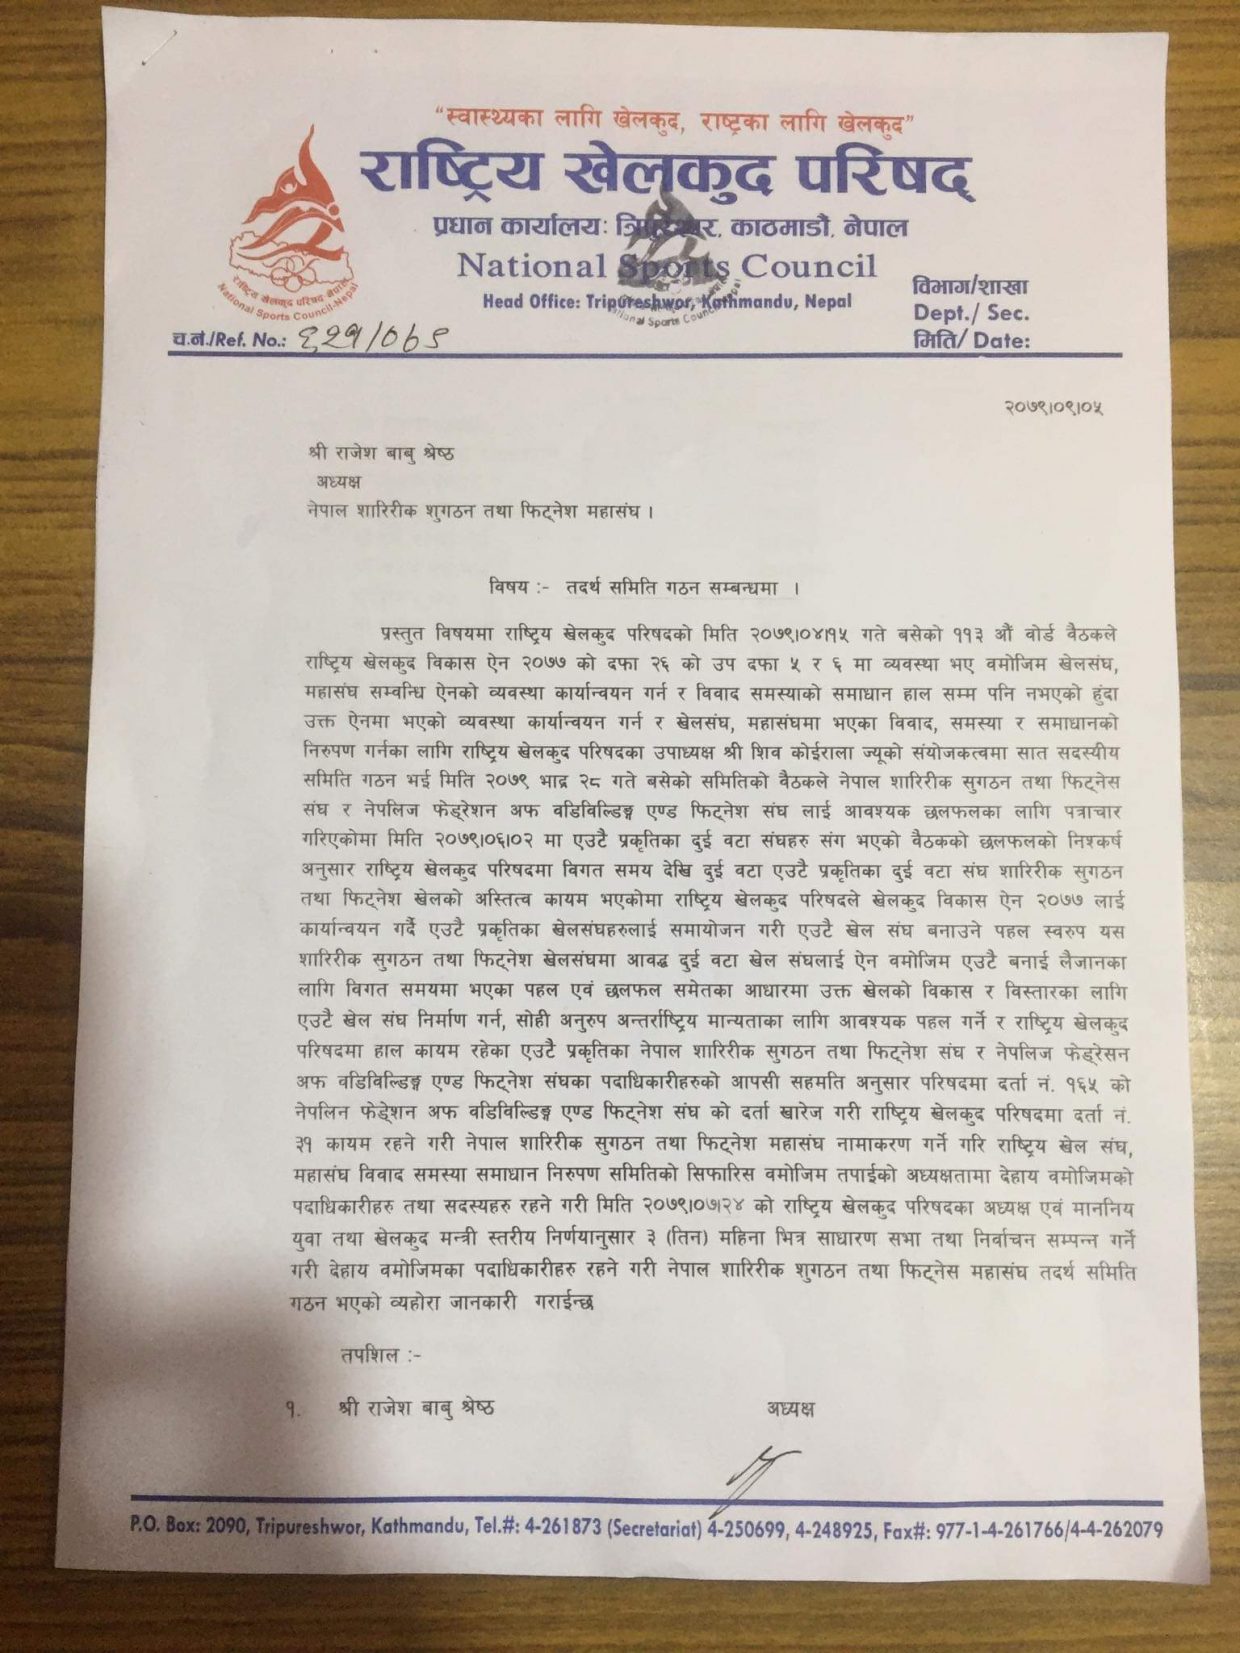 "स्वास्थ्यका लागि खेलकुद, राष्ट्रका लागि खेलकुद"
राष्ट्रिय खेलकुद परिषद्
प्रधान कार्यालय: त्रिपुरेश्वर, काठमाडौं, नेपाल
National Sports Council
Head Office: Tripureshwor, Kathmandu, Nepal
राष्ट्रिय खेलकुद परिषद नेपाल
National Sports Council-Nepal
विभाग/शाखा
Dept./ Sec.
च.नं./Ref. No.: ६२१/०७९
मिति/ Date:
२०७९।०९।०५
श्री राजेश बाबु श्रेष्ठ
अध्यक्ष
नेपाल शारिरीक शुगठन तथा फिट्नेश महासंघ ।
विषय :- तदर्थ समिति गठन सम्बन्धमा ।
प्रस्तुत विषयमा राष्ट्रिय खेलकुद परिषदको मिति २०७९।०४।१५ गते बसेको ११३ औं वोर्ड वैठकले
राष्ट्रिय खेलकुद विकास ऐन २०७७ को दफा २६ को उप दफा ५ र ६ मा व्यवस्था भए वमोजिम खेलसंघ,
महासंघ सम्वन्धि ऐनको व्यवस्था कार्यान्वयन गर्न र विवाद समस्याको समाधान हाल सम्म पनि नभएको हुंदा
उक्त ऐनमा भएको व्यवस्था कार्यान्वयन गर्न र खेलसंघ, महासंघमा भएका विवाद, समस्या र समाधानको
निरुपण गर्नका लागि राष्ट्रिय खेलकुद परिषदका उपाध्यक्ष श्री शिव कोईराला ज्यूको संयोजकत्वमा सात सदस्यीय
समिति गठन भई मिति २०७९ भाद्र २८ गते बसेको समितिको वैठकले नेपाल शारिरीक सुगठन तथा फिट्नेस
संघ र नेपलिज फेड्रेशन अफ वडिविल्डिङ्ग एण्ड फिट्नेश संघ लाई आवश्यक छलफलका लागि पत्राचार
गरिएकोमा मिति २०७९।०६।०२ मा एउटै प्रकृतिका दुई वटा संघहरु संग भएको वैठकको छलफलको निश्कर्ष
अनुसार राष्ट्रिय खेलकुद परिषदमा विगत समय देखि दुई वटा एउटै प्रकृतिका दुई वटा संघ शारिरीक सुगठन
तथा फिट्नेश खेलको अस्तित्व कायम भएकोमा राष्ट्रिय खेलकुद परिषदले खेलकुद विकास ऐन २०७७ लाई
कार्यान्वयन गर्दै एउटै प्रकृतिका खेलसंघहरुलाई समायोजन गरी एउटै खेल संघ बनाउने पहल स्वरुप यस
शारिरीक सुगठन तथा फिट्नेश खेलसंघमा आवद्ध दुई वटा खेल संघलाई ऐन वमोजिम एउटै बनाई लैजानका
लागि विगत समयमा भएका पहल एवं छलफल समेतका आधारमा उक्त खेलको विकास र विस्तारका लागि
एउटै खेल संघ निर्माण गर्न, सोही अनुरुप अन्तर्राष्ट्रिय मान्यताका लागि आवश्यक पहल गर्ने र राष्ट्रिय खेलकुद
परिषदमा हाल कायम रहेका एउटै प्रकृतिका नेपाल शारिरीक सुगठन तथा फिट्नेश संघ र नेपलिज फेड्रेसन
अफ वडिविल्डिङ्ग एण्ड फिट्नेश संघका पदाधिकारीहरुको आपसी सहमति अनुसार परिषदमा दर्ता नं. १६५ को
नेपलिन फेड्रेशन अफ वडिविल्डिङ्ग एण्ड फिट्नेश संघ को दर्ता खारेज गरी राष्ट्रिय खेलकुद परिषदमा दर्ता नं.
३१ कायम रहने गरी नेपाल शारिरीक सुगठन तथा फिट्नेश महासंघ नामाकरण गर्ने गरि राष्ट्रिय खेल संघ,
महासंघ विवाद समस्या समाधान निरुपण समितिको सिफारिस वमोजिम तपाईको अध्यक्षतामा देहाय वमोजिमको
पदाधिकारीहरु तथा सदस्यहरु रहने गरी मिति २०७९।०७।२४ को राष्ट्रिय खेलकुद परिषदका अध्यक्ष एवं माननिय
युवा तथा खेलकुद मन्त्री स्तरीय निर्णयानुसार ३ (तिन) महिना भित्र साधारण सभा तथा निर्वाचन सम्पन्न गर्ने
गरी देहाय वमोजिमका पदाधिकारीहरु रहने गरी नेपाल शारिरीक शुगठन तथा फिट्नेस महासंघ तदर्थ समिति
गठन भएको व्यहोरा जानकारी गराईन्छ
तपशिल :-
१. श्री राजेश बाबु श्रेष्ठ अध्यक्ष
P.O. Box: 2090, Tripureshwor, Kathmandu, Tel.#: 4-261873 (Secretariat) 4-250699, 4-248925, Fax#: 977-1-4-261766/4-4-262079